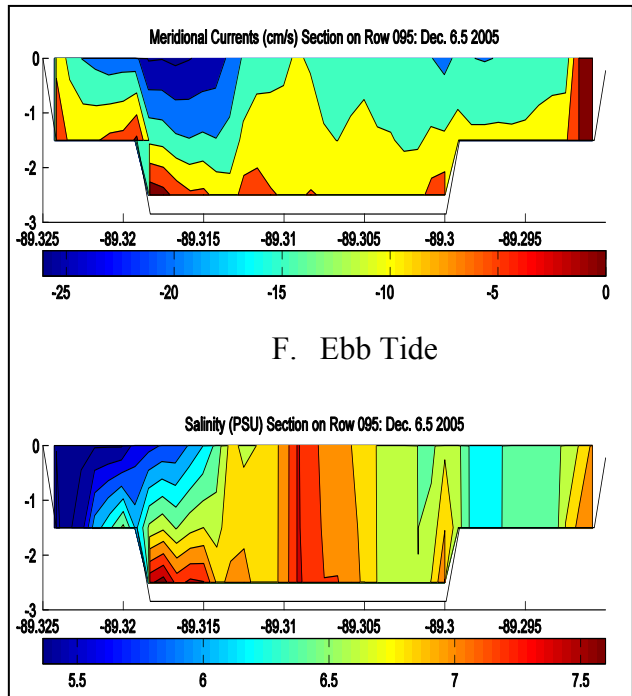 Meridional Currents (cm/s) Section on Row 095: Dec. 6.5 2005
0
-1
-2
-3
-89.325 -89.32 -89.315 -89.31 -89.305 -89.3 -89.295
-25 -20 -15 -10 -5 0
F. Ebb Tide
Salinity (PSU) Section on Row 095: Dec. 6.5 2005
0
-1
-2
-3
-89.325 -89.32 -89.315 -89.31 -89.305 -89.3 -89.295
5.5 6 6.5 7 7.5